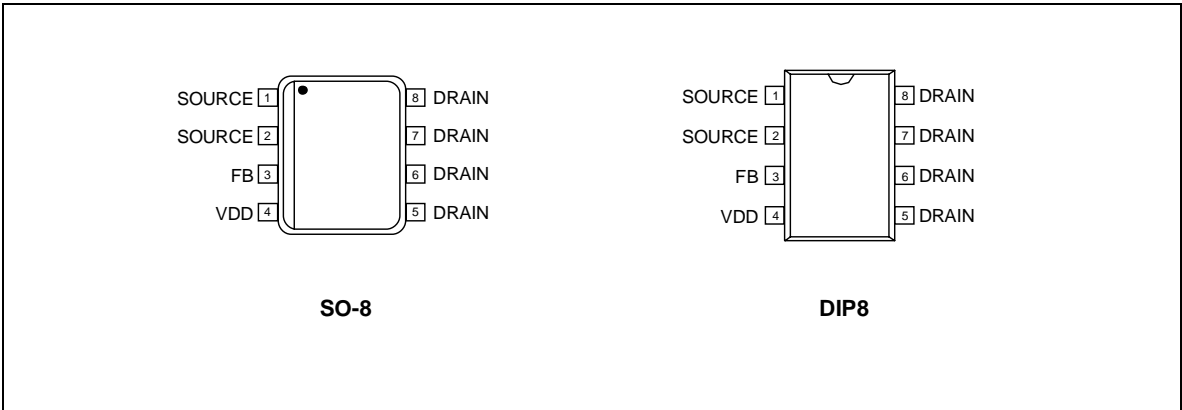 SOURCE 1 8 DRAIN
SOURCE 2 7 DRAIN
FB 3 6 DRAIN
VDD 4 5 DRAIN
SO-8
SOURCE 1 8 DRAIN
SOURCE 2 7 DRAIN
FB 3 6 DRAIN
VDD 4 5 DRAIN
DIP8